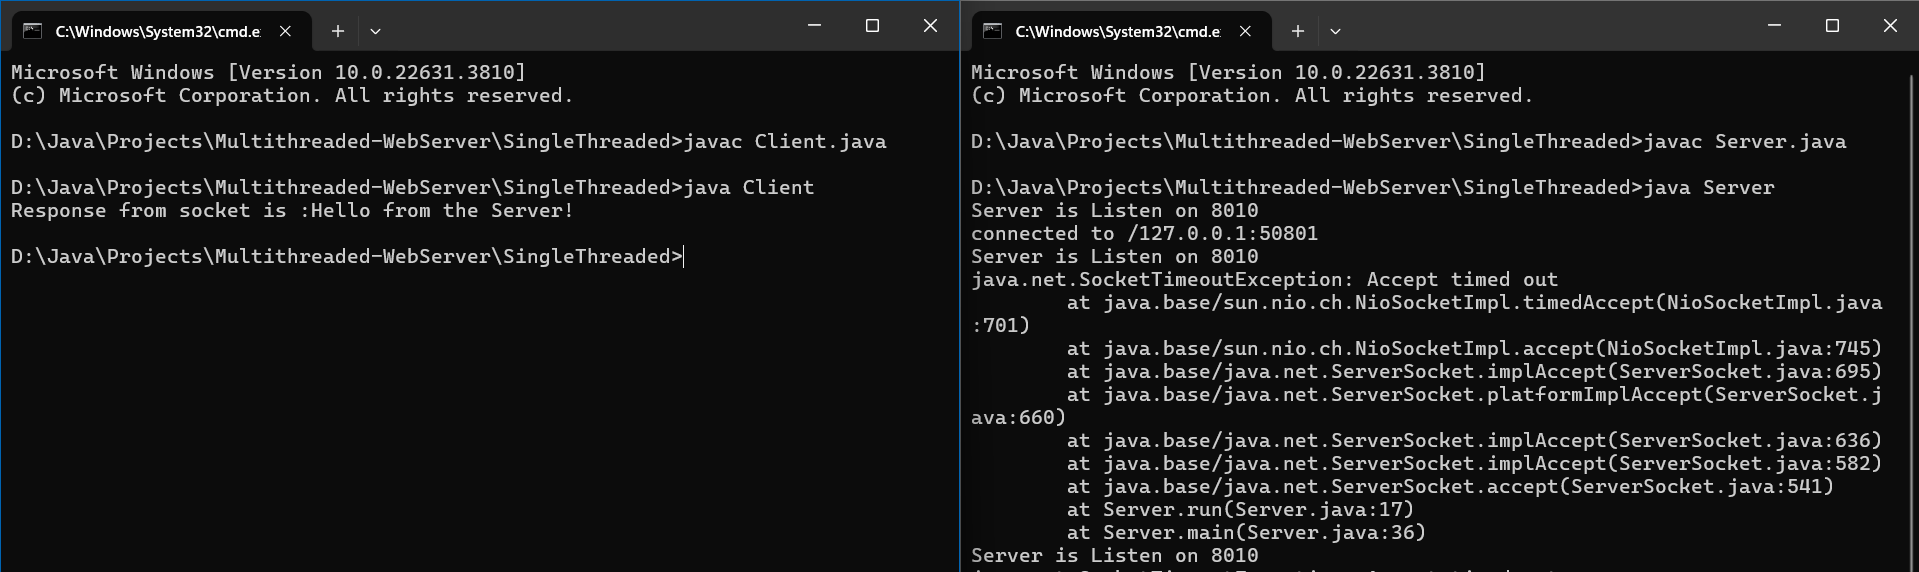 C:\Windows\System32\cmd.e
Microsoft Windows [Version 10.0.22631.3810]
(c) Microsoft Corporation. All rights reserved.
D:\Java\Projects\Multithreaded-WebServer\SingleThreaded>javac Client.java
D:\Java\Projects\Multithreaded-WebServer\SingleThreaded>java Client
Response from socket is :Hello from the Server!
D:\Java\Projects\Multithreaded-WebServer\SingleThreaded>
C:\Windows\System32\cmd.e
Microsoft Windows [Version 10.0.22631.3810]
(c) Microsoft Corporation. All rights reserved.
D:\Java\Projects\Multithreaded-WebServer\SingleThreaded>javac Server.java
D:\Java\Projects\Multithreaded-WebServer\SingleThreaded>java Server
Server is Listen on 8010
connected to /127.0.0.1:50801
Server is Listen on 8010
java.net.SocketTimeoutException: Accept timed out
at java.base/sun.nio.ch.NioSocketImpl.timedAccept(NioSocketImpl.java
:701)
at java.base/sun.nio.ch.NioSocketImpl.accept(NioSocketImpl.java:745)
at java.base/java.net.ServerSocket.implAccept(ServerSocket.java:695)
at java.base/java.net.ServerSocket.platformImplAccept(ServerSocket.j
ava:660)
at java.base/java.net.ServerSocket.implAccept(ServerSocket.java:636)
at java.base/java.net.ServerSocket.implAccept(ServerSocket.java:582)
at java.base/java.net.ServerSocket.accept(ServerSocket.java:541)
at Server.run(Server.java:17)
at Server.main(Server.java:36)
Server is Listen on 8010